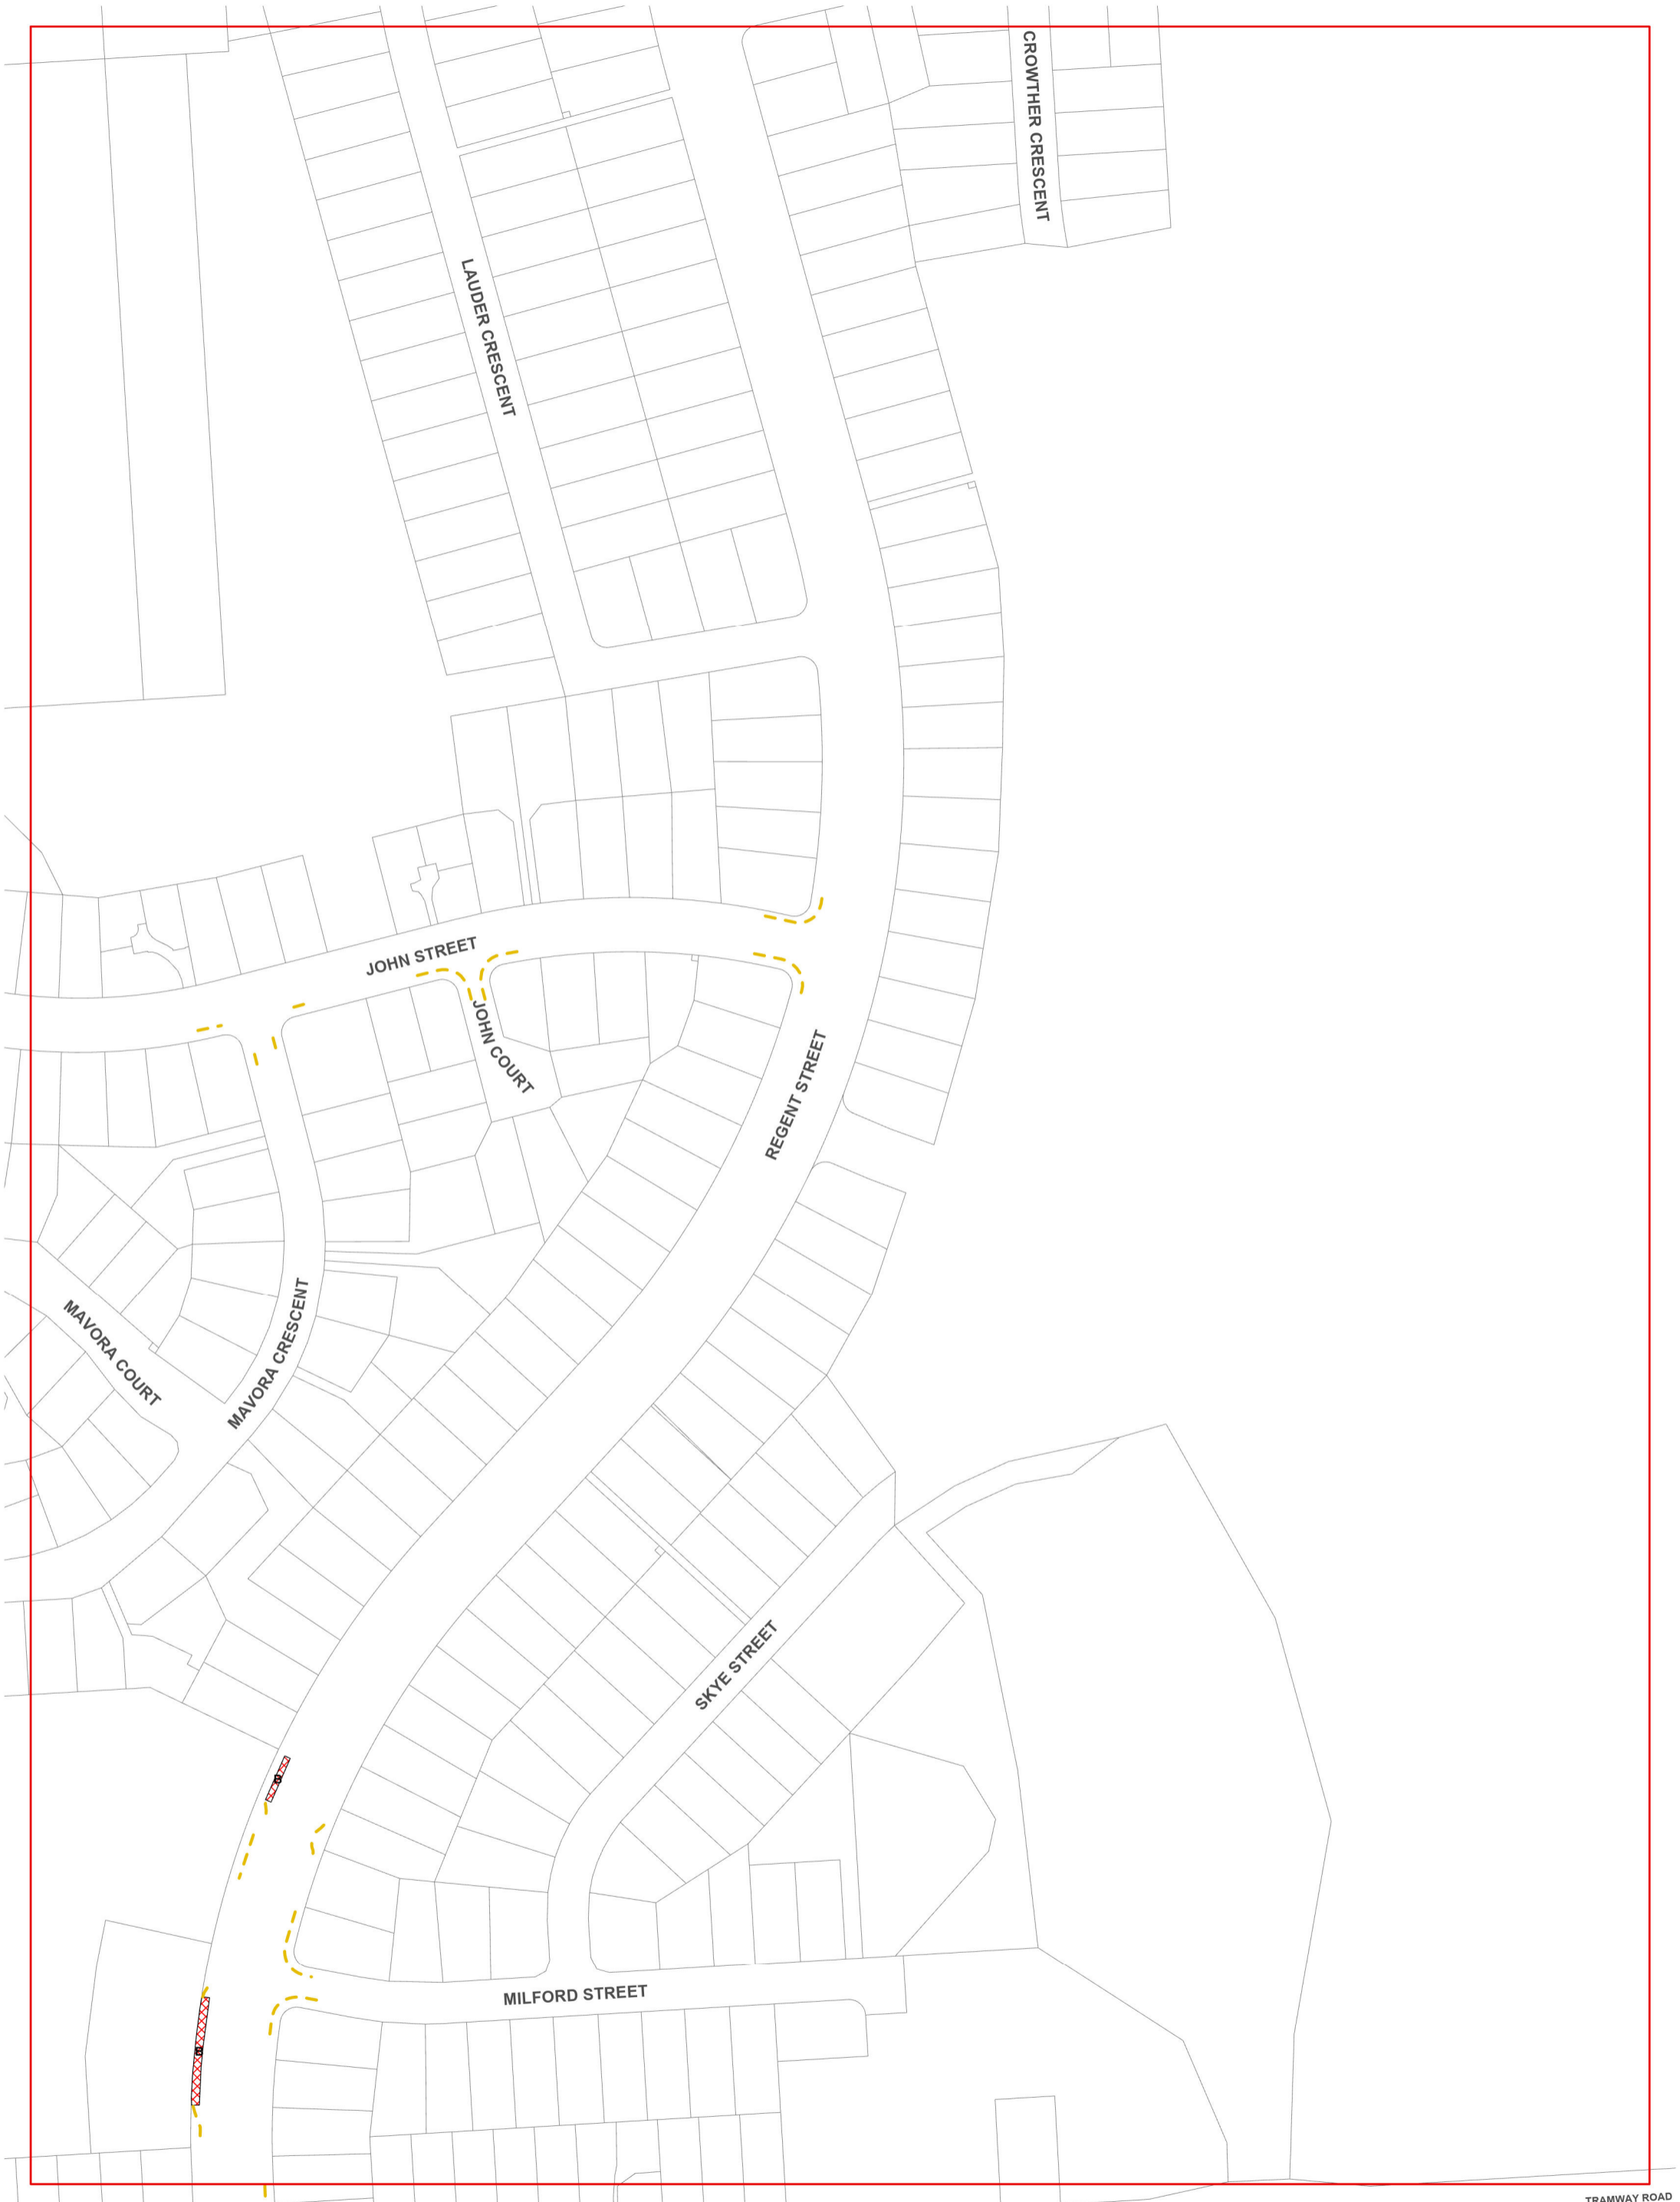 CROWTHER CRESCENT
LAUDER CRESCENT
JOHN STREET
JOHN COURT
REGENT STREET
MAVORA COURT
MAVORA CRESCENT
SKYE STREET
MILFORD STREET
TRAMWAY ROAD